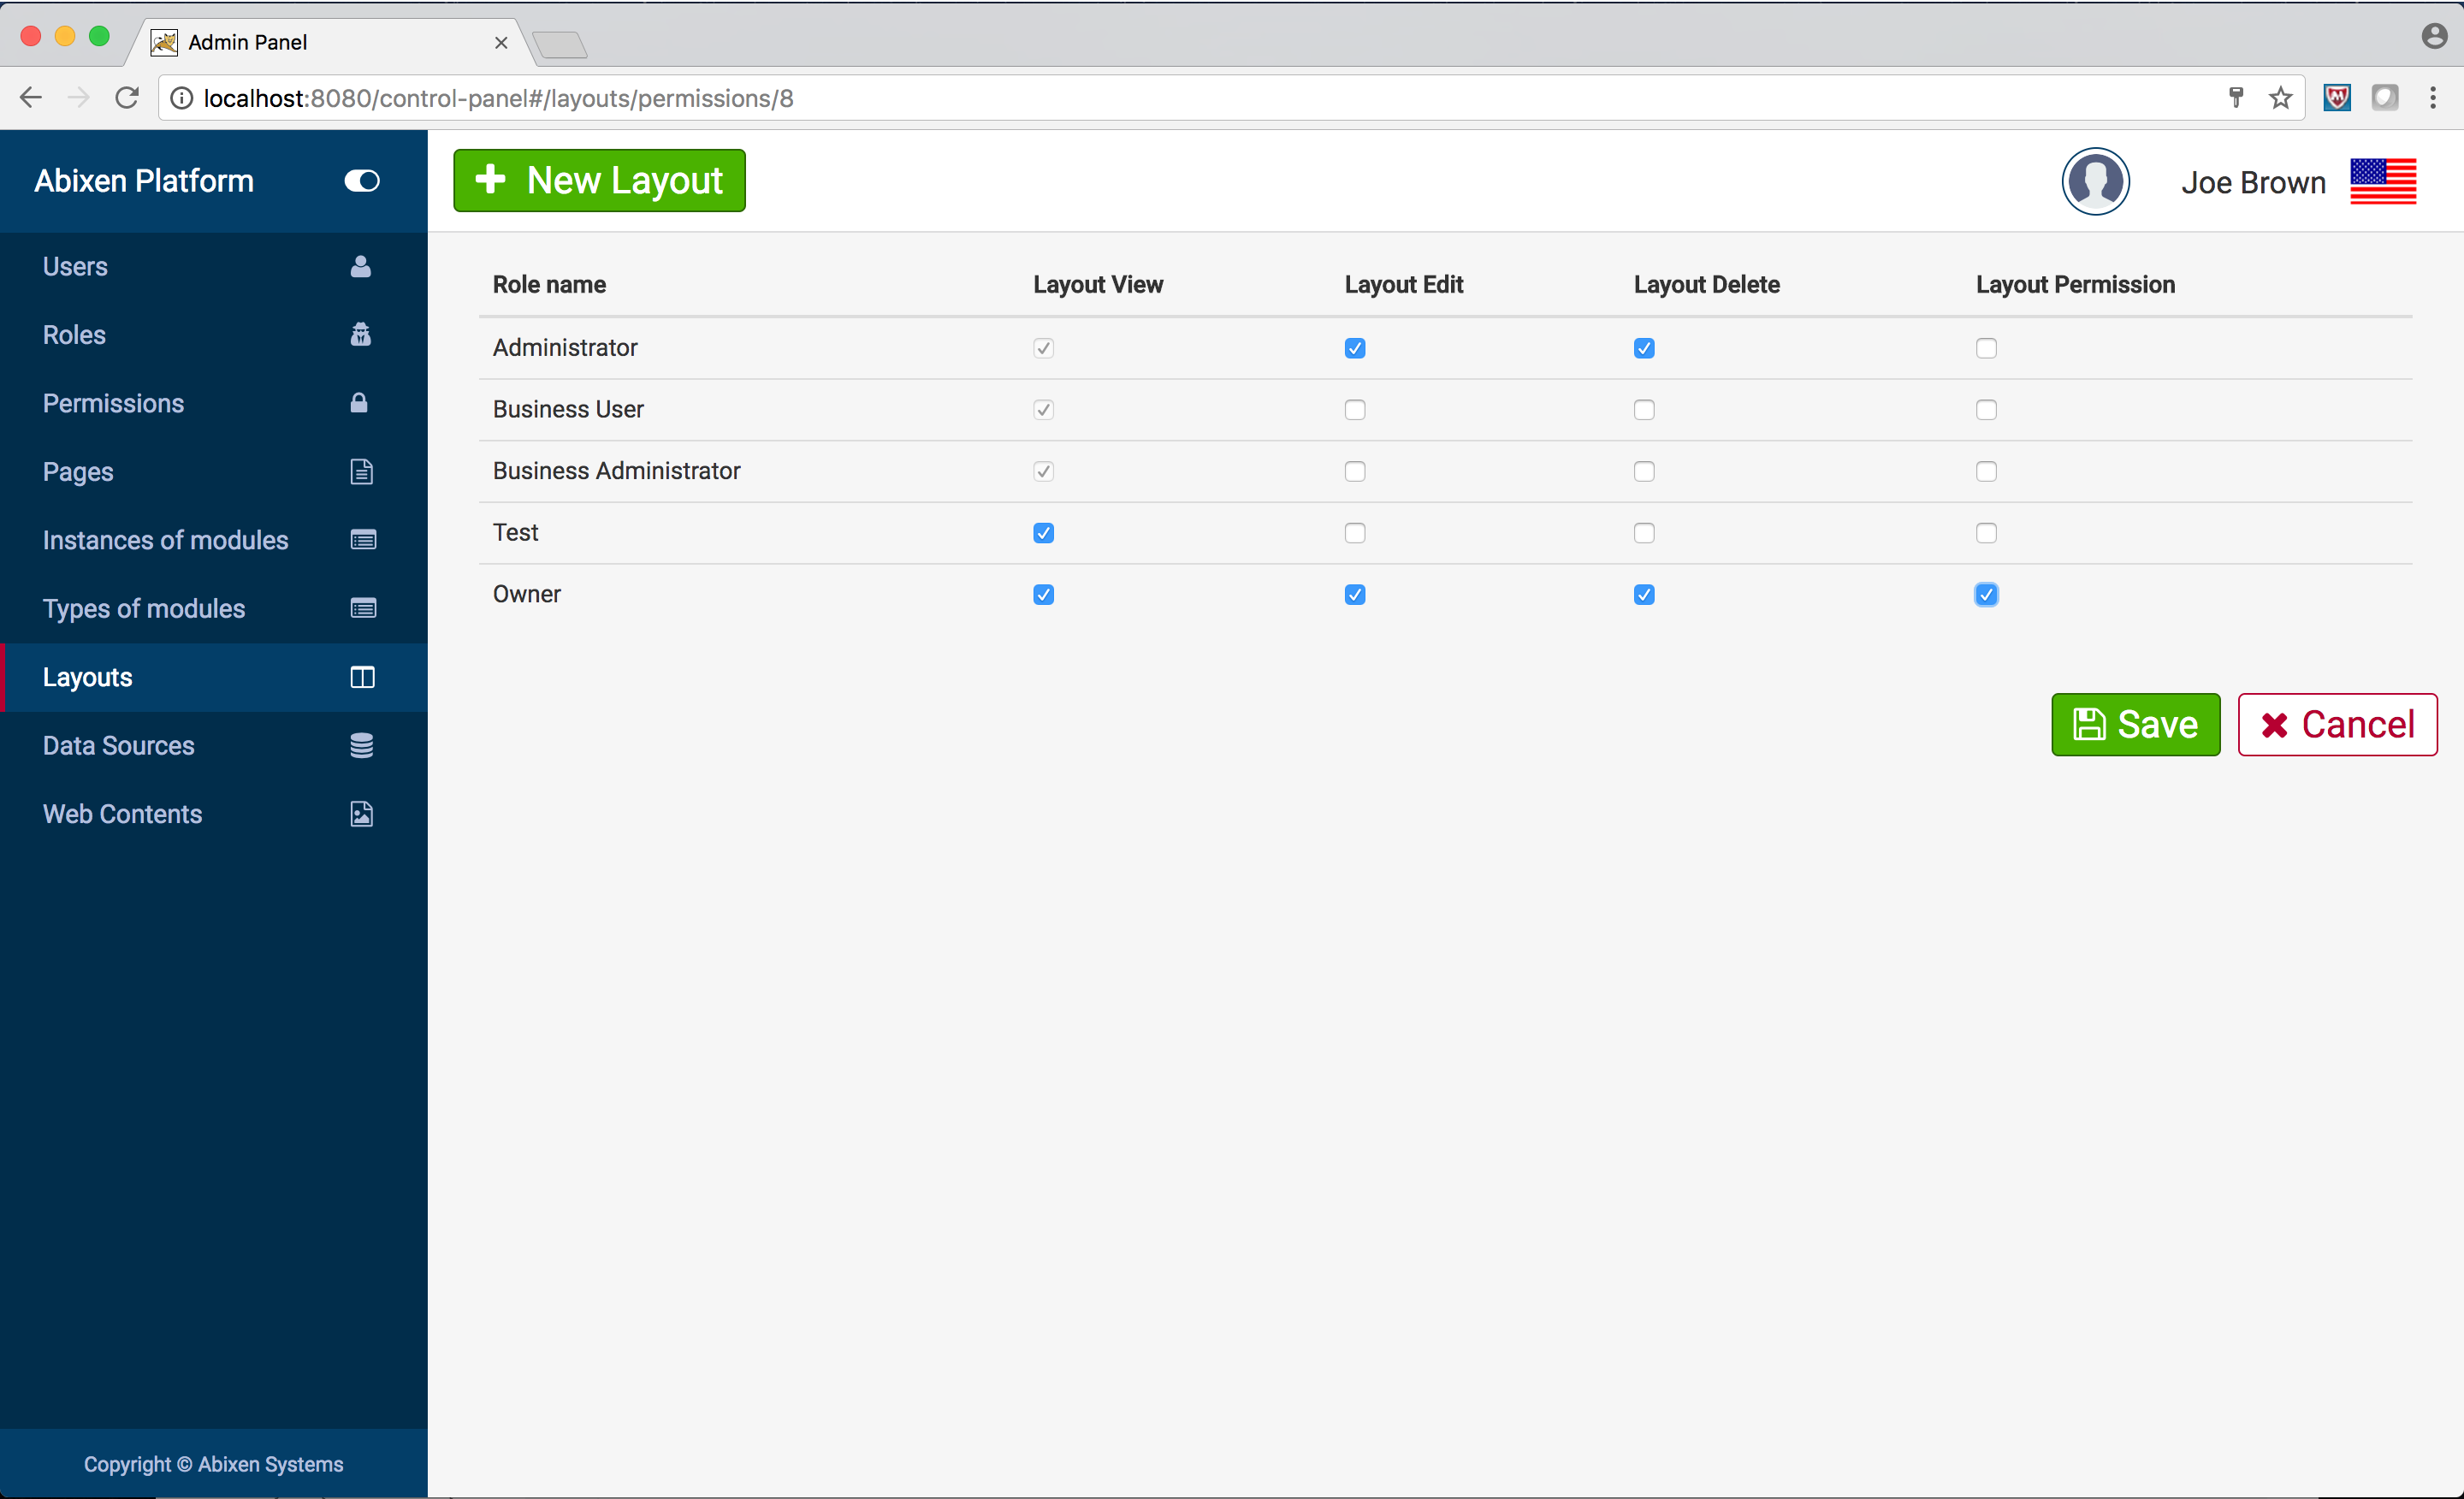 Admin Panel
localhost:8080/control-panel#/layouts/permissions/8
Abixen Platform
New Layout
Joe Brown
Users
Roles
Permissions
Pages
Instances of modules
Types of modules
Layouts
Data Sources
Web Contents
Role name Layout View Layout Edit Layout Delete Layout Permission
Administrator
Business User
Business Administrator
Test
Owner
Save
Cancel
Copyright © Abixen Systems